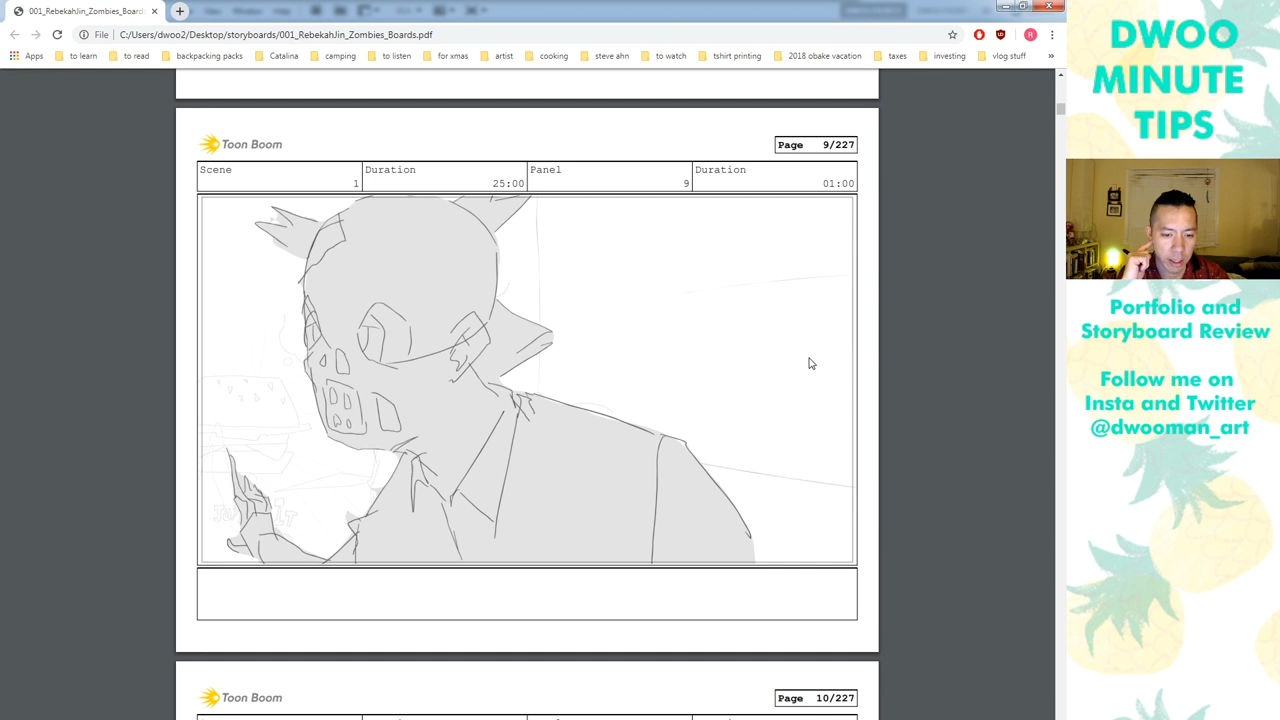 001_RebekahJin_Zombies_Board
File C:/Users/dwoo2/Desktop/storyboards/001_RebekahJin_Zombies_Boards.pdf
Apps to learn to read backpacking packs Catalina camping to listen for xmas artist cooking steve ahn to watch tshirt printing 2018 obake vacation taxes investing vlog stuff »
Toon Boom
Page 9/227
Scene Duration Panel Duration
1 25:00 9 01:00
Toon Boom
Page 10/227
DWOO
MINUTE
TIPS
Portfolio and
Storyboard Review
Follow me on
Insta and Twitter
@dwooman_art